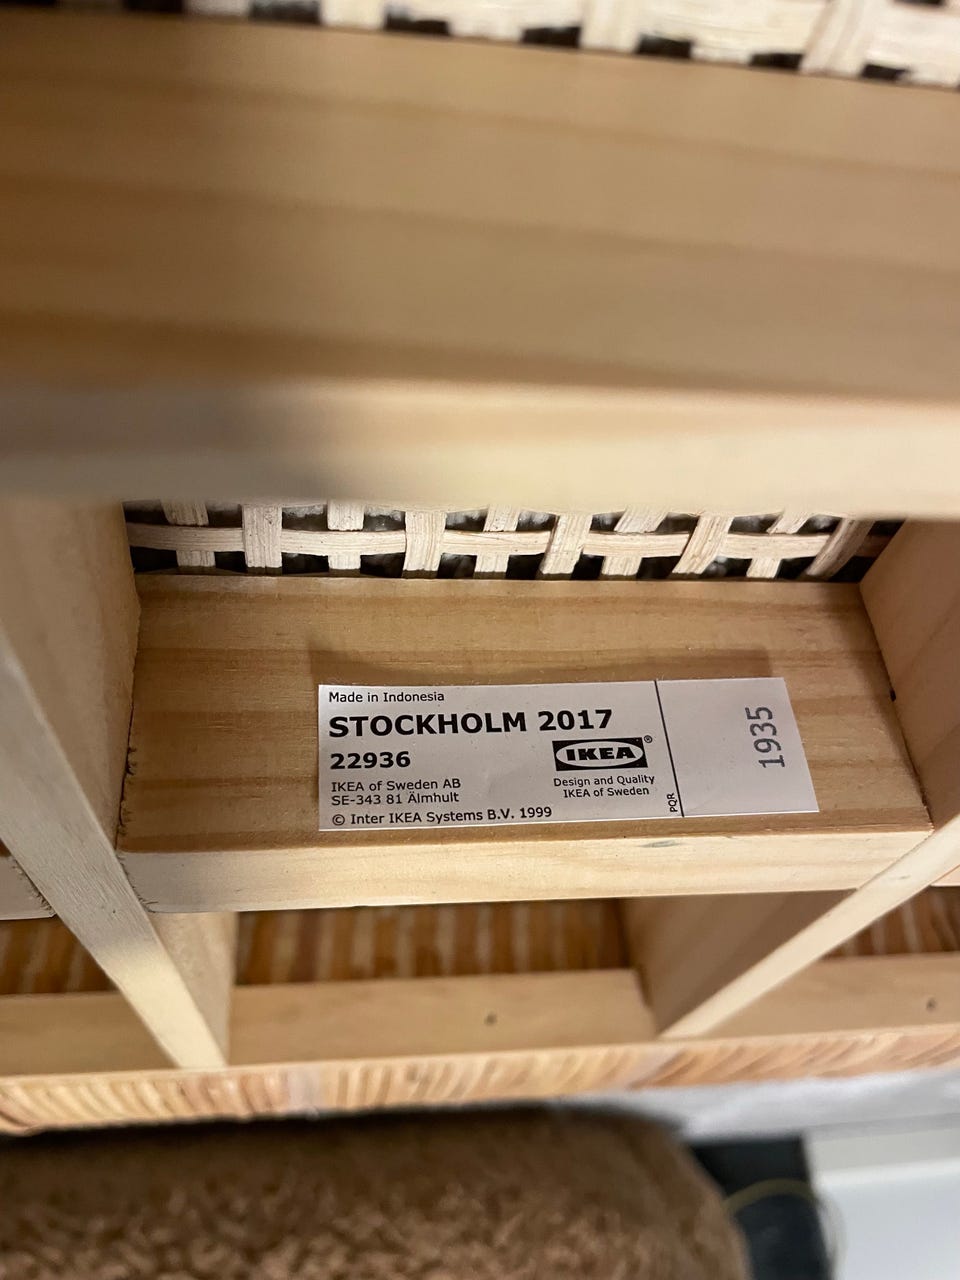 Made in Indonesia
STOCKHOLM 2017
22936
IKEA®
IKEA of Sweden AB
SE-343 81 Älmhult
Design and Quality
IKEA of Sweden
© Inter IKEA Systems B.V. 1999
PQR
1935